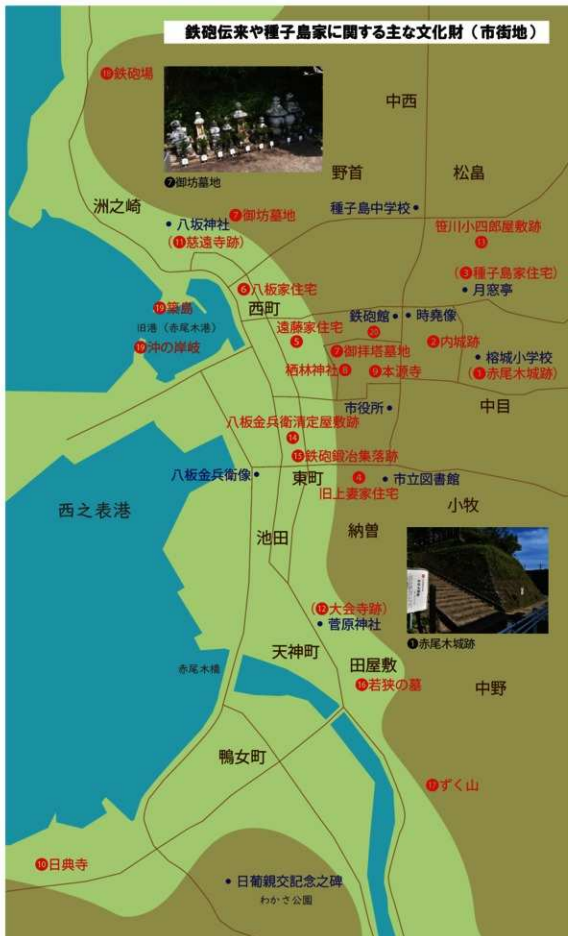 鉄砲伝来や種子島家に関する主な文化財（市街地）
⑱鉄砲場
中西
❼御坊墓地
野首
松畠
洲之崎
種子島中学校
❼御坊墓地
八坂神社
（⑪慈遠寺跡）
笹川小四郎屋敷跡
⑪
（❸種子島家住宅）
月窓亭
❻八板家住宅
⑲築島
西町
旧港（赤尾木港）
遠藤家住宅
❺
鉄砲館
時堯像
⑳
❷内城跡
⑲沖の岸岐
❼御拝塔墓地
榕城小学校
栖林神社❽
❾本源寺
（❶赤尾木城跡）
市役所
中目
八板金兵衛清定屋敷跡
⑭
⑮鉄砲鍛冶集落跡
八板金兵衛像
東町
❹
旧上妻家住宅
市立図書館
西之表港
小牧
池田
納曽
（⑫大会寺跡）
菅原神社
❶赤尾木城跡
天神町
赤尾木橋
田屋敷
⑯若狭の墓
中野
鴨女町
⑰ずく山
⑩日典寺
日葡親交記念之碑
わかさ公園